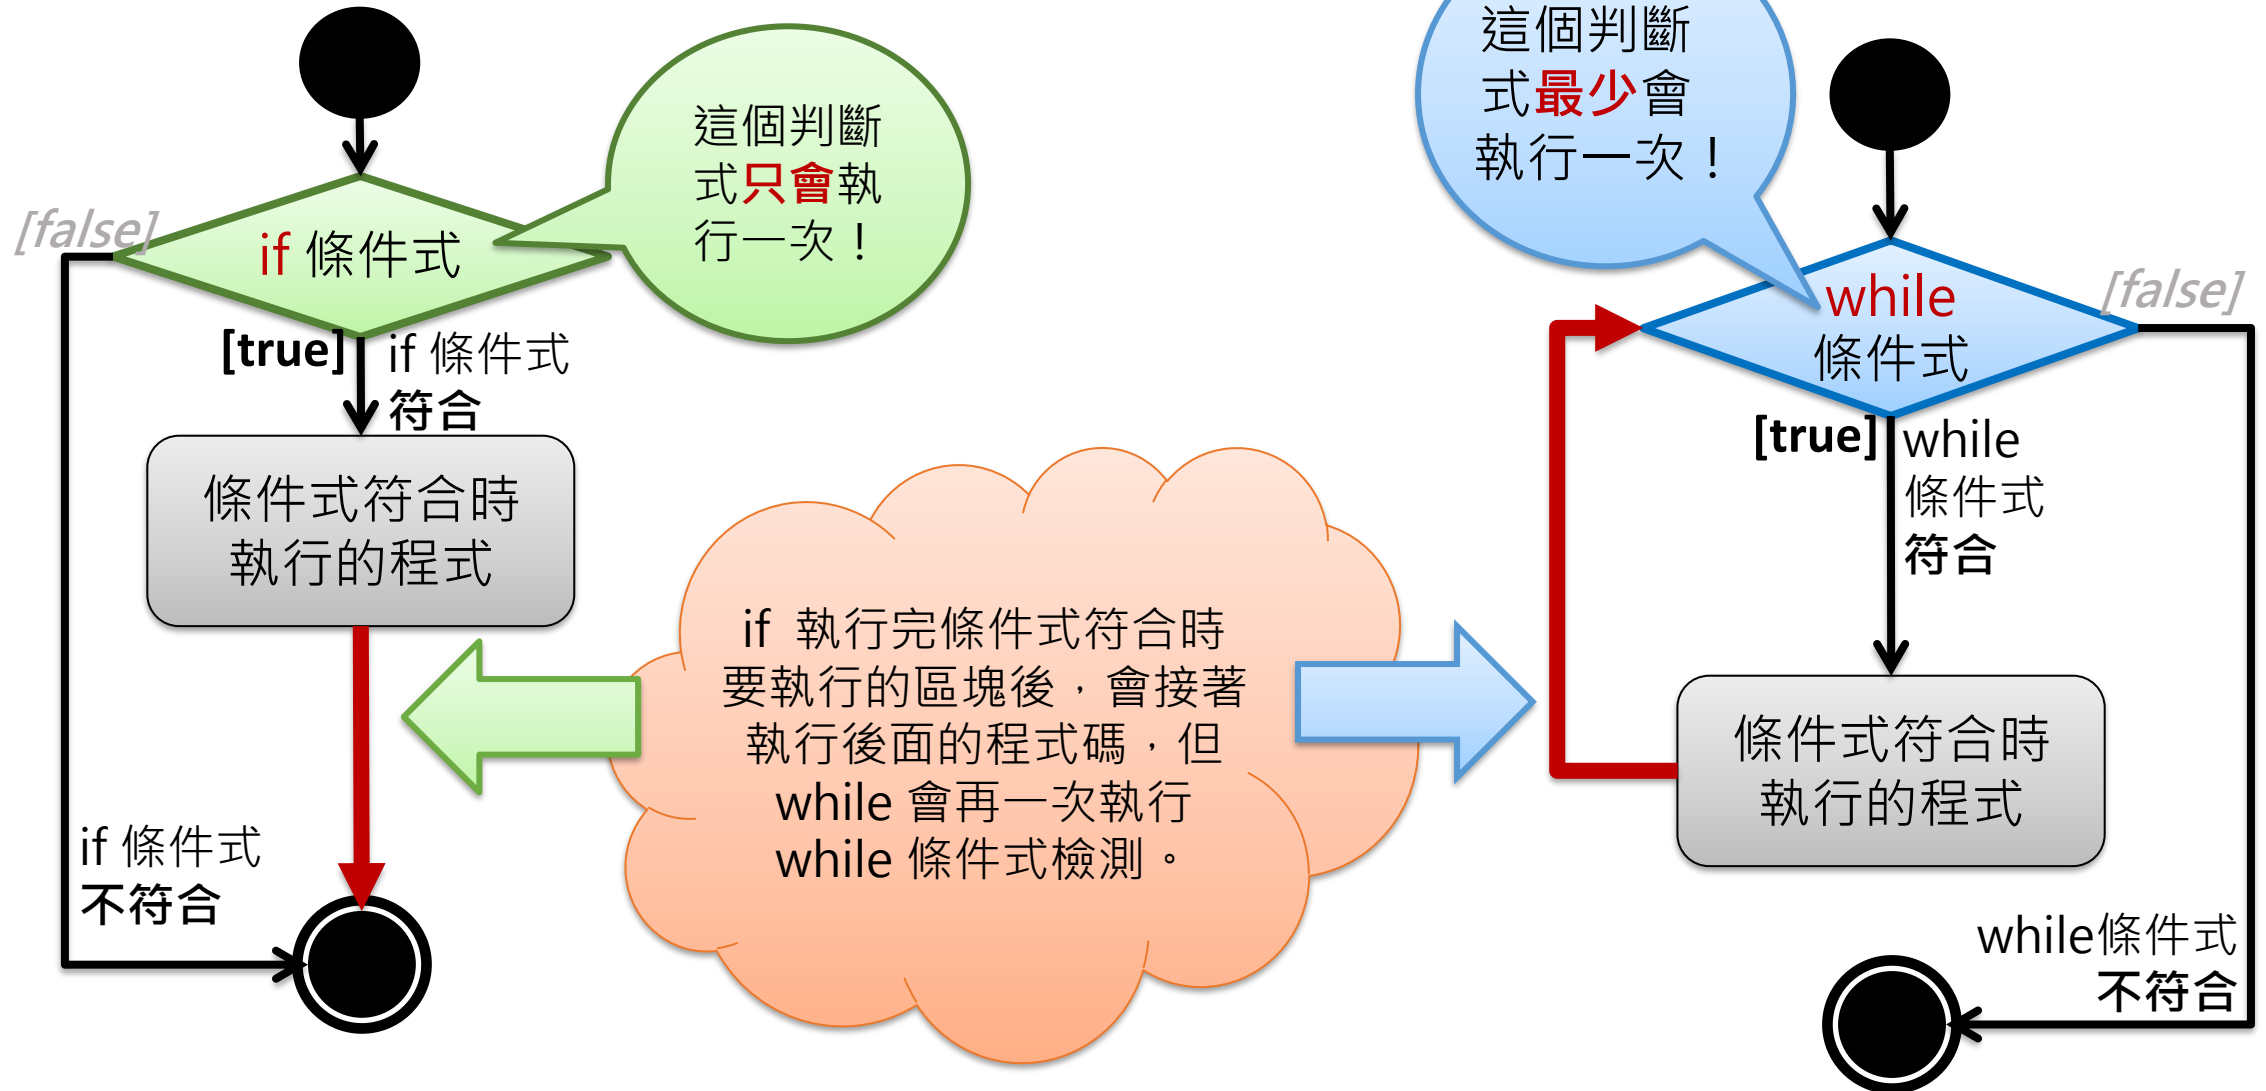 這個判斷
式只會執
行一次！
[false]
if 條件式
[true]
if 條件式
符合
條件式符合時
執行的程式
if 條件式
不符合
if 執行完條件式符合時
要執行的區塊後，會接著
執行後面的程式碼，但
while 會再一次執行
while 條件式檢測。
這個判斷
式最少會
執行一次！
while
條件式
[false]
[true]
while
條件式
符合
條件式符合時
執行的程式
while條件式
不符合